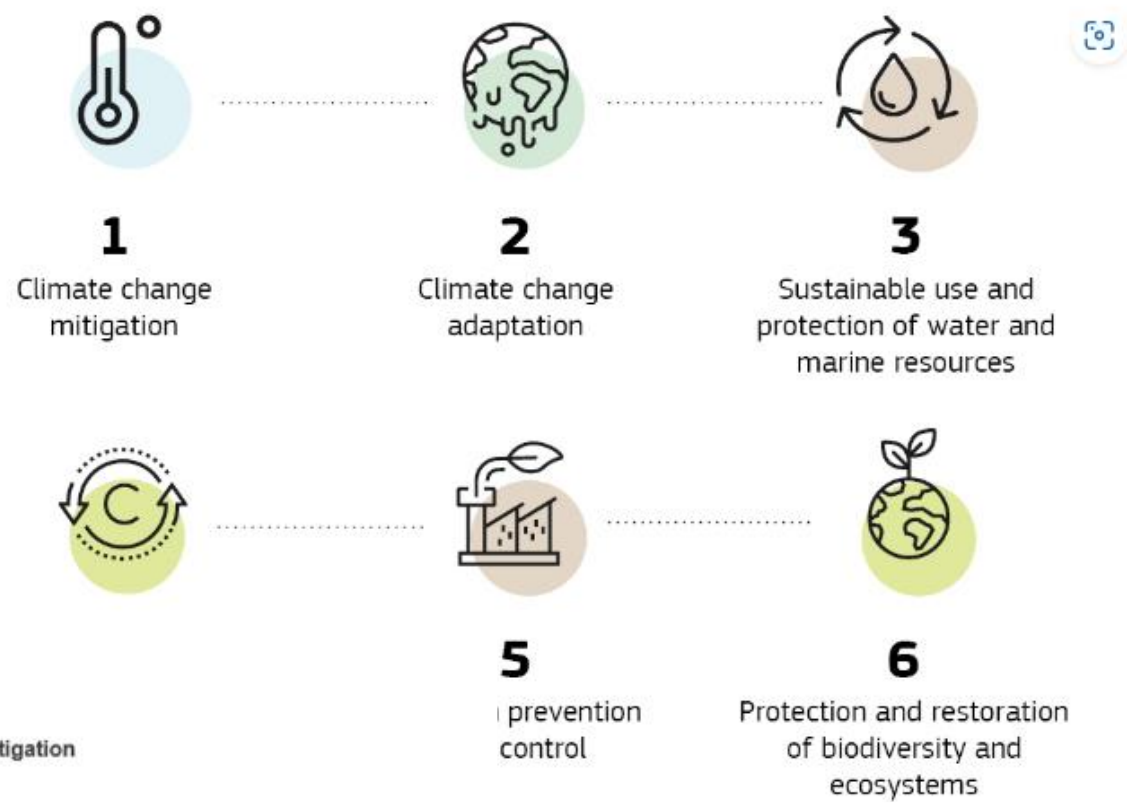 1
Climate change
mitigation
2
Climate change
adaptation
3
Sustainable use and
protection of water and
marine resources
C
5
prevention
control
6
Protection and restoration
of biodiversity and
ecosystems
tigation